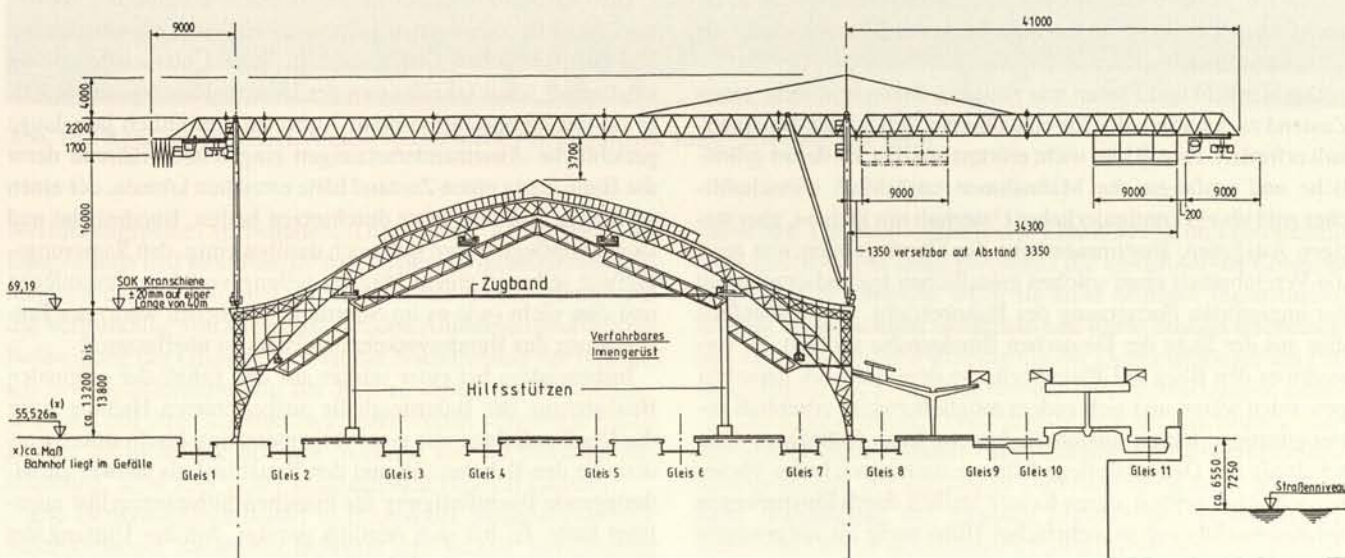 9000
41000
4000
2200
1700
1700
16000
9000
9000
9000
200
34300
1350 versetzbar auf Abstand 3350
69,19
SOK Kranschiene
±20mm auf einer
Länge von 40m
Zugband
Verfahrbares
Innengerüst
Hilfsstützen
ca.13200 bis
13800
55,526m (x)
x) ca. Maß
Bahnhof liegt in Gefälle
Gleis 1
Gleis 2
Gleis 3
Gleis 4
Gleis 5
Gleis 6
Gleis 7
Gleis 8
Gleis 9
Gleis 10
Gleis 11
ca. 6550 –
7250
Straßenniveau